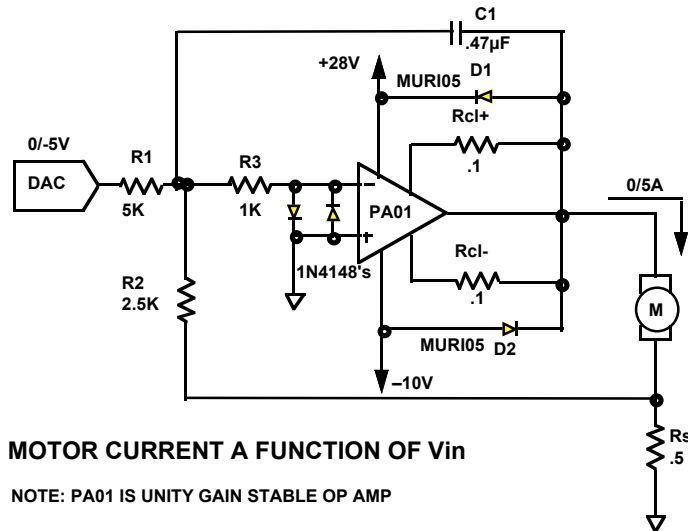 C1
.47µF
+28V
MURI05
D1
Rcl+
.1
0/-5V
DAC
R1
5K
R3
1K
–
+
PA01
0/5A
1N4148's
R2
2.5K
Rcl-
.1
M
MURI05
D2
–10V
Rs
.5
MOTOR CURRENT A FUNCTION OF Vin
NOTE: PA01 IS UNITY GAIN STABLE OP AMP